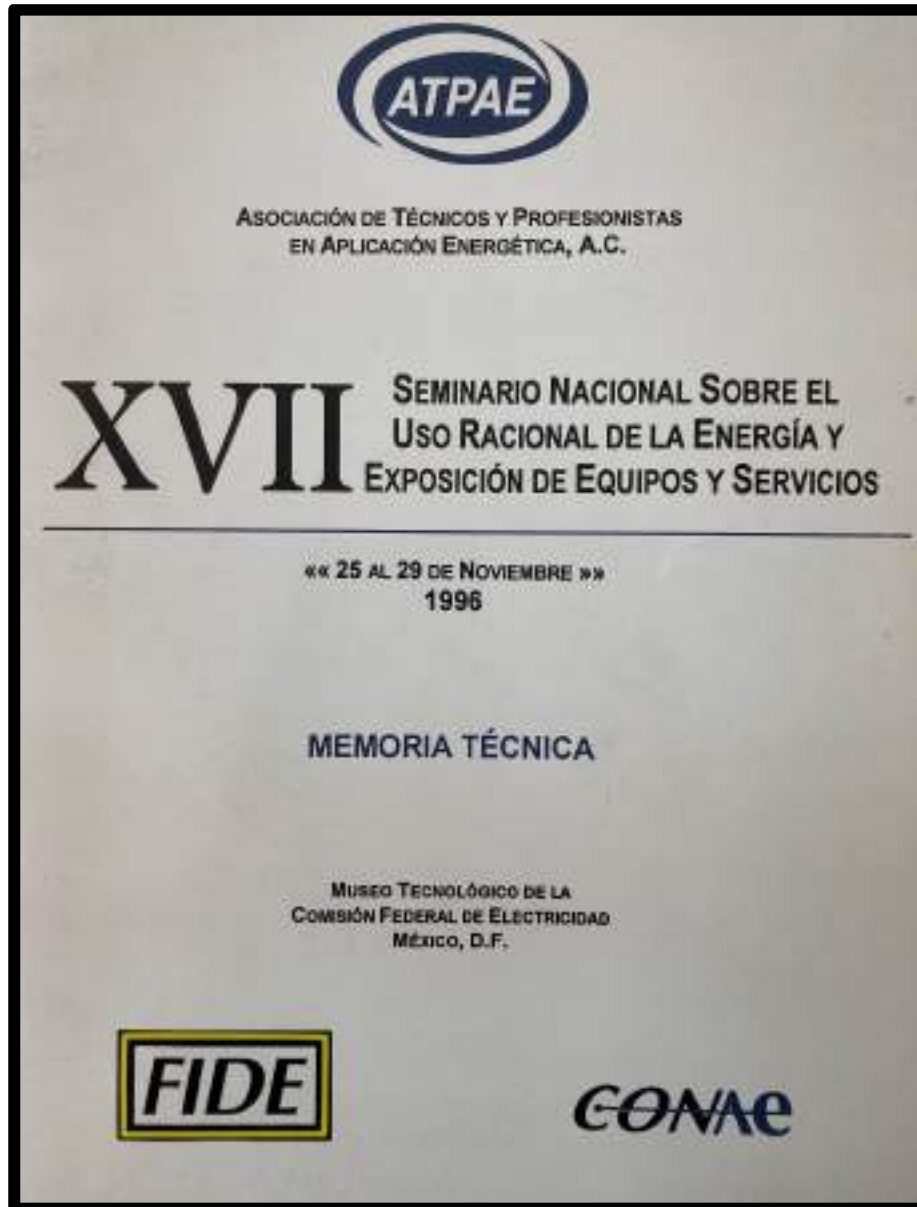 ATPAE
ASOCIACIÓN DE TÉCNICOS Y PROFESIONISTAS
EN APLICACIÓN ENERGÉTICA, A.C.
XVII
SEMINARIO NACIONAL SOBRE EL
USO RACIONAL DE LA ENERGÍA Y
EXPOSICIÓN DE EQUIPOS Y SERVICIOS
«« 25 AL 29 DE NOVIEMBRE »»
1996
MEMORIA TÉCNICA
MUSEO TECNOLÓGICO DE LA
COMISIÓN FEDERAL DE ELECTRICIDAD
MÉXICO, D.F.
FIDE
CONAe